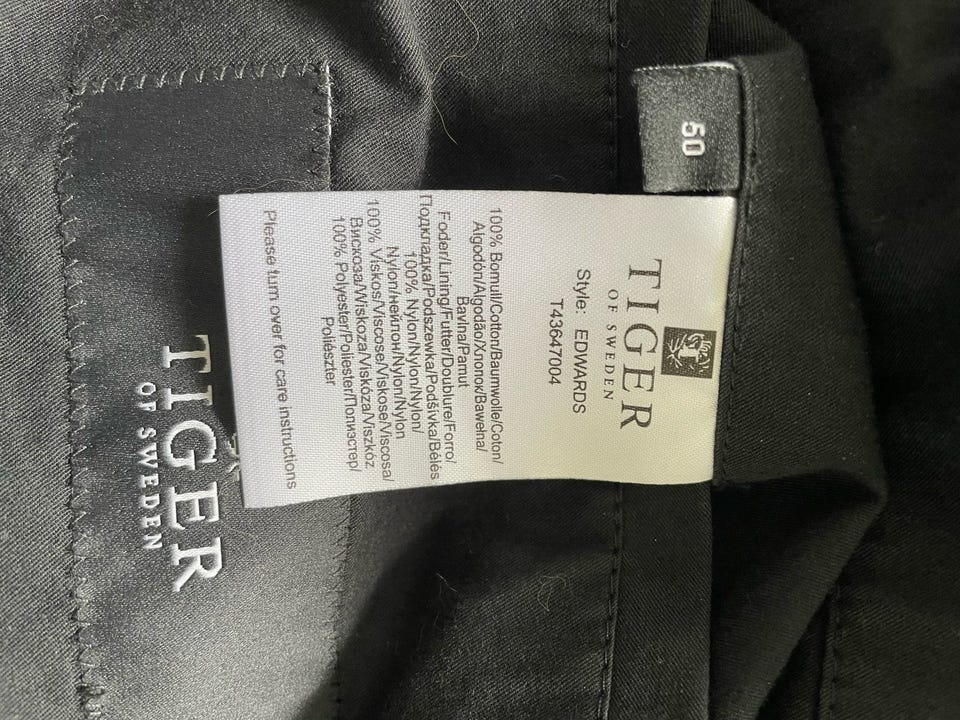 50
TIGER
OF SWEDEN
Style: EDWARDS
T43647004
100% Bomull/Cotton/Baumwolle/Coton/
Algodón/Algodão/Хлопок/Bawełna/
Bavlna/Pamut
Foder/Lining/Futter/Doublure/Forro/
Подкладка/Podszewka/Podšívka/Bélés
100% Nylon/Nylon/Nylon/
Nylon/нейлон/Nylon/Nylon
100% Viskos/Viscose/Viskose/Viscosa/
Вискоза/Wiskoza/Viskóza/Viszkóz
100% Polyester/Poliester/Полиэстер/
Poliészter
Please turn over for care instructions
TIGER
OF SWEDEN